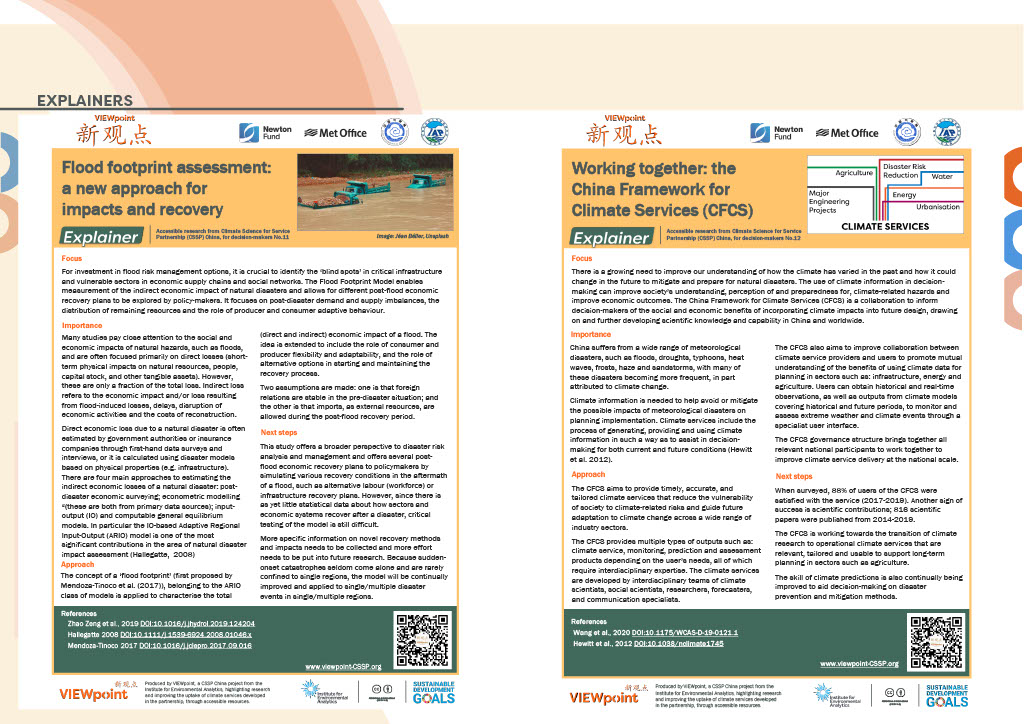 EXPLAINERS
VIEWpoint
新观点
Newton
Fund
Met Office
IAP
Flood footprint assessment:
a new approach for
impacts and recovery
Explainer
Accessible research from Climate Science for Service
Partnership (CSSP) China, for decision-makers No.11
Focus
For investment in flood risk management options, it is crucial to identify the 'blind spots' in critical infrastructure
and vulnerable sectors in economic supply chains and social networks. The Flood Footprint Model enables
measurement of the indirect economic impact of natural disasters and allows for different post-flood economic
recovery plans to be explored by policy-makers. It focuses on post-disaster demand and supply imbalances, the
distribution of remaining resources and the role of producer and consumer adaptive behaviour.
Importance
Many studies pay close attention to the social and
economic impacts of natural hazards, such as floods,
and are often focused primarily on direct losses (short-
term physical impacts on natural resources, people,
capital stock, and other tangible assets). However,
these are only a fraction of the total loss. Indirect loss
refers to the economic impact and/or loss resulting
from flood-induced losses, delays, disruption of
economic activities and the costs of reconstruction.
Direct economic loss due to a natural disaster is often
estimated by government authorities or insurance
companies through first-hand data surveys and
interviews, or it is calculated using disaster models
based on physical properties (e.g. infrastructure).
There are four main approaches to estimating the
indirect economic losses of a natural disaster: post-
disaster economic surveying; econometric modelling
*(these are both from primary data sources); input-
output (IO) and computable general equilibrium
models. In particular the IO-based Adaptive Regional
Input-Output (ARIO) model is one of the most
significant contributions in the area of natural disaster
impact assessment (Hallegatte, 2008)
Approach
The concept of a 'flood footprint' (first proposed by
Mendoza-Tinoco et al. (2017)), belonging to the ARIO
class of models is applied to characterise the total
(direct and indirect) economic impact of a flood. The
idea is extended to include the role of consumer and
producer flexibility and adaptability, and the role of
alternative options in starting and maintaining the
recovery process.
Two assumptions are made: one is that foreign
relations are stable in the pre-disaster situation; and
the other is that imports, as external resources, are
allowed during the post-flood recovery period.
Next steps
This study offers a broader perspective to disaster risk
analysis and management and offers several post-
flood economic recovery plans to policymakers by
simulating various recovery conditions in the aftermath
of a flood, such as alternative labour (workforce) or
infrastructure recovery plans. However, since there is
as yet little statistical data about how sectors and
economic systems recover after a disaster, critical
testing of the model is still difficult.
More specific information on novel recovery methods
and impacts needs to be collected and more effort
needs to be put into future research. Because sudden-
onset catastrophes seldom come alone and are rarely
confined to single regions, the model will be continually
improved and applied to single/multiple disaster
events in single/multiple regions.
References
Zhao Zeng et al., 2019 DOI:10.1016/j.jhydrol.2019.124204
Hallegatte 2008 DOI:10.1111/j.1539-6924.2008.01046.x
Mendoza-Tinoco 2017 DOI:10.1016/j.jclepro.2017.09.016
www.viewpoint-CSSP.org
新观点
VIEWpoint
Produced by VIEWpoint, a CSSP China project from the
Institute for Environmental Analytics, highlighting research
and improving the uptake of climate services developed
in the partnership, through accessible resources.
Institute for
Environmental
Analytics
SUSTAINABLE
DEVELOPMENT
GOALS
VIEWpoint
新观点
Newton
Fund
Met Office
IAP
Working together: the
China Framework for
Climate Services (CFCS)
Agriculture
Disaster Risk
Reduction
Water
Major
Engineering
Projects
Energy
Urbanisation
CLIMATE SERVICES
Explainer
Accessible research from Climate Science for Service
Partnership (CSSP) China, for decision-makers No.12
Focus
There is a growing need to improve our understanding of how the climate has varied in the past and how it could
change in the future to mitigate and prepare for natural disasters. The use of climate information in decision-
making can improve society's understanding, perception of and preparedness for, climate-related hazards and
improve economic outcomes. The China Framework for Climate Services (CFCS) is a collaboration to inform
decision-makers of the social and economic benefits of incorporating climate impacts into future design, drawing
on and further developing scientific knowledge and capability in China and worldwide.
Importance
China suffers from a wide range of meteorological
disasters, such as floods, droughts, typhoons, heat
waves, frosts, haze and sandstorms, with many of
these disasters becoming more frequent, in part
attributed to climate change.
Climate information is needed to help avoid or mitigate
the possible impacts of meteorological disasters on
planning implementation. Climate services include the
process of generating, providing and using climate
information in such a way as to assist in decision-
making for both current and future conditions (Hewitt
et al. 2012).
Approach
The CFCS aims to provide timely, accurate, and
tailored climate services that reduce the vulnerability
of society to climate-related risks and guide future
adaptation to climate change across a wide range of
industry sectors.
The CFCS provides multiple types of outputs such as:
climate service, monitoring, prediction and assessment
products depending on the user's needs, all of which
require interdisciplinary expertise. The climate services
are developed by interdisciplinary teams of climate
scientists, social scientists, researchers, forecasters,
and communication specialists.
The CFCS also aims to improve collaboration between
climate service providers and users to promote mutual
understanding of the benefits of using climate data for
planning in sectors such as: infrastructure, energy and
agriculture. Users can obtain historical and real-time
observations, as well as outputs from climate models
covering historical and future periods, to monitor and
assess extreme weather and climate events through a
specialist user interface.
The CFCS governance structure brings together all
relevant national participants to work together to
improve climate service delivery at the national scale.
Next steps
When surveyed, 88% of users of the CFCS were
satisfied with the service (2017-2019). Another sign of
success is scientific contributions; 816 scientific
papers were published from 2014-2019.
The CFCS is working towards the transition of climate
research to operational climate services that are
relevant, tailored and usable to support long-term
planning in sectors such as agriculture.
The skill of climate predictions is also continually being
improved to aid decision-making on disaster
prevention and mitigation methods.
References
Wang et al., 2020 DOI:10.1175/WCAS-D-19-0121.1
Hewitt et al., 2012 DOI:10.1038/nclimate1745
www.viewpoint-CSSP.org
新观点
VIEWpoint
Produced by VIEWpoint, a CSSP China project from the
Institute for Environmental Analytics, highlighting research
and improving the uptake of climate services developed
in the partnership, through accessible resources.
Institute for
Environmental
Analytics
SUSTAINABLE
DEVELOPMENT
GOALS